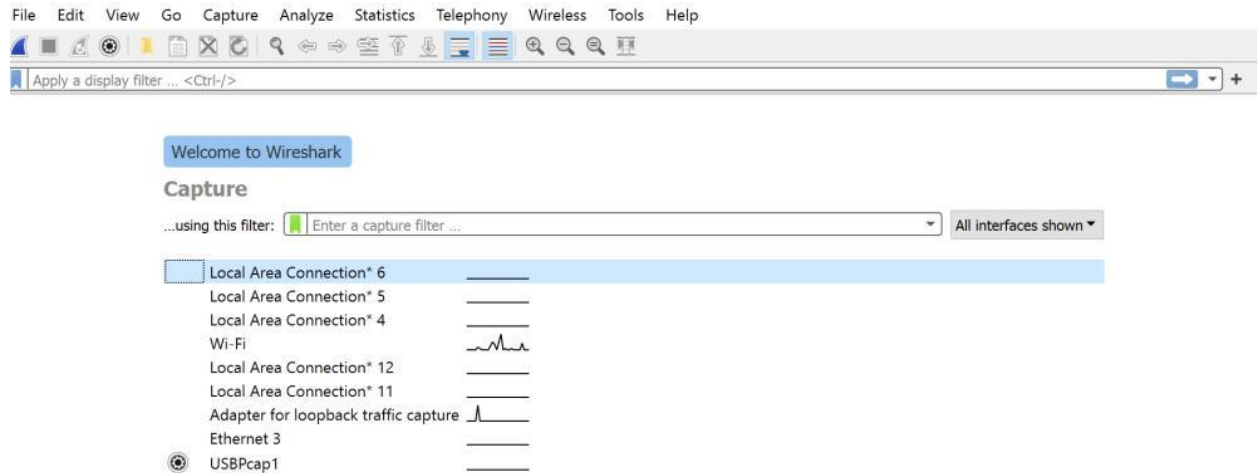 File Edit View Go Capture Analyze Statistics Telephony Wireless Tools Help
Apply a display filter ... <Ctrl-/>
Welcome to Wireshark
Capture
...using this filter: Enter a capture filter ... All interfaces shown
Local Area Connection* 6
Local Area Connection* 5
Local Area Connection* 4
Wi-Fi
Local Area Connection* 12
Local Area Connection* 11
Adapter for loopback traffic capture
Ethernet 3
USBPcap1